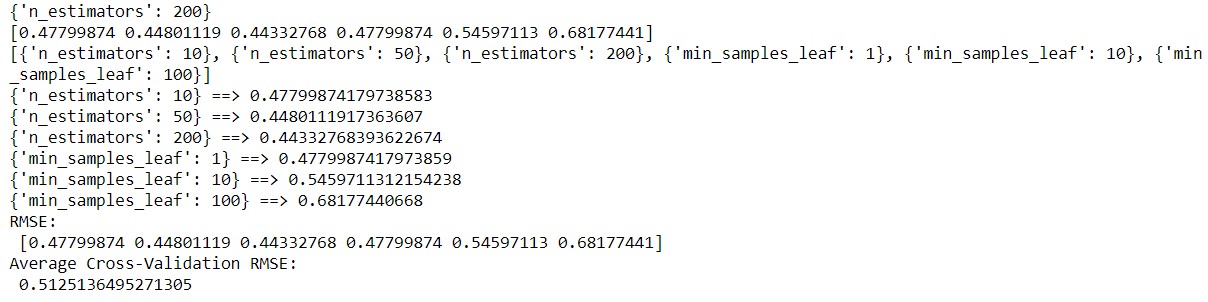 {'n_estimators': 200}
[0.47799874 0.44801119 0.44332768 0.47799874 0.54597113 0.68177441]
[{'n_estimators': 10}, {'n_estimators': 50}, {'n_estimators': 200}, {'min_samples_leaf': 1}, {'min_samples_leaf': 10}, {'min
_samples_leaf': 100}]
{'n_estimators': 10} ==> 0.47799874179738583
{'n_estimators': 50} ==> 0.4480111917363607
{'n_estimators': 200} ==> 0.44332768393622674
{'min_samples_leaf': 1} ==> 0.4779987417973859
{'min_samples_leaf': 10} ==> 0.5459711312154238
{'min_samples_leaf': 100} ==> 0.68177440668
RMSE:
[0.47799874 0.44801119 0.44332768 0.47799874 0.54597113 0.68177441]
Average Cross-Validation RMSE:
0.5125136495271305